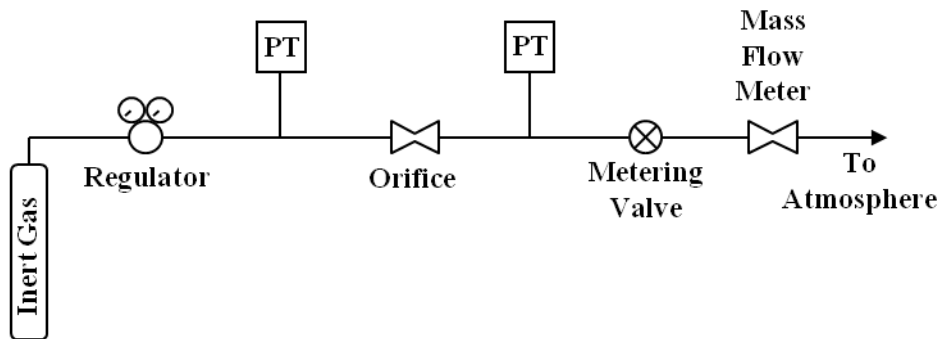 PT
PT
Mass
Flow
Meter
Regulator
Orifice
Metering
Valve
To
Atmosphere
Inert Gas